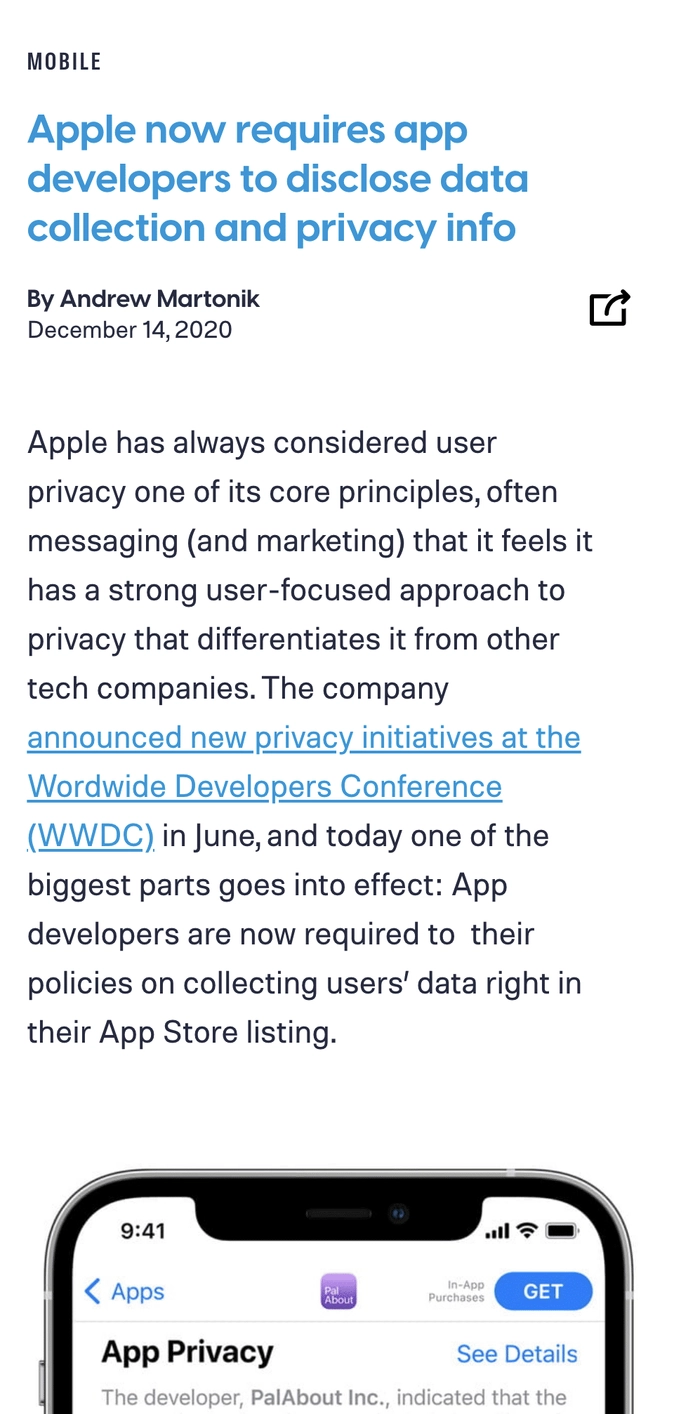 MOBILE
Apple now requires app
developers to disclose data
collection and privacy info
By Andrew Martonik
December 14, 2020
Apple has always considered user
privacy one of its core principles, often
messaging (and marketing) that it feels it
has a strong user-focused approach to
privacy that differentiates it from other
tech companies. The company
announced new privacy initiatives at the
Wordwide Developers Conference
(WWDC) in June, and today one of the
biggest parts goes into effect: App
developers are now required to  their
policies on collecting users’ data right in
their App Store listing.
9:41
Apps
Pal
About
In-App
Purchases
GET
App Privacy
See Details
The developer, PalAbout Inc., indicated that the